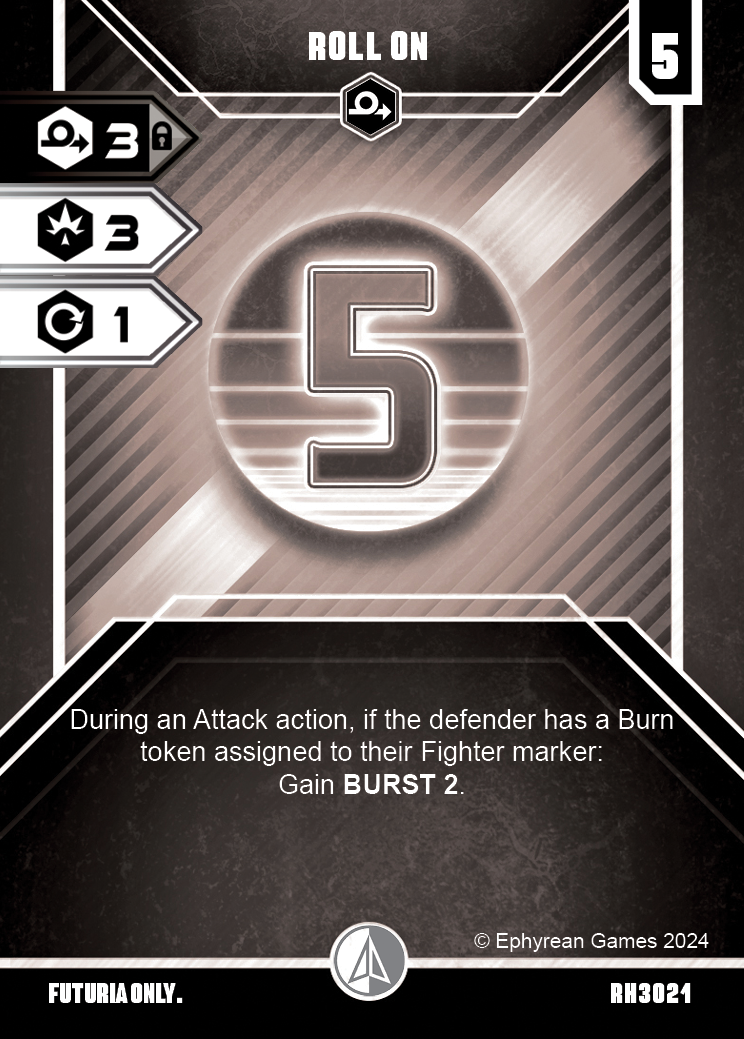 ROLL ON
5
3
3
1
5
During an Attack action, if the defender has a Burn
token assigned to their Fighter marker:
Gain BURST 2.
© Ephyrean Games 2024
FUTURIA ONLY.
RH3021